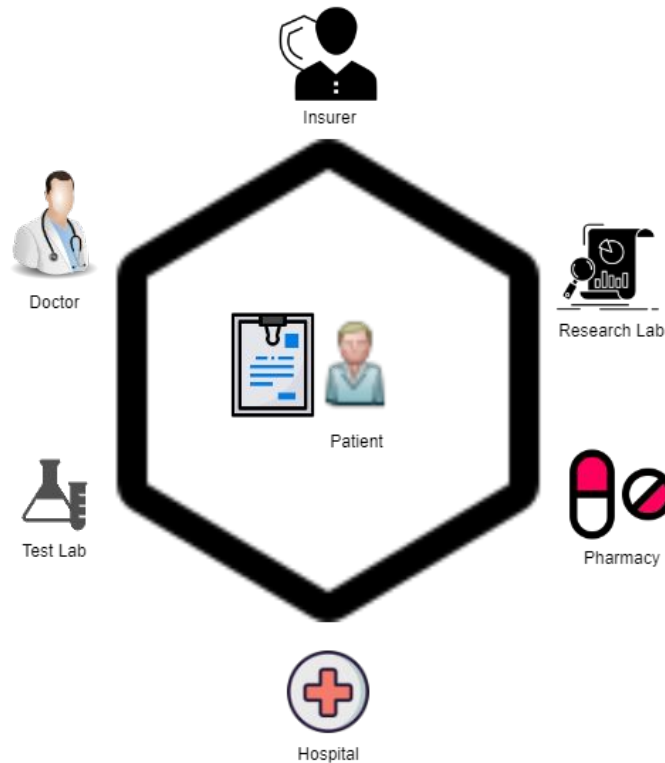 Insurer
Doctor
Research Lab
Patient
Test Lab
Pharmacy
Hospital